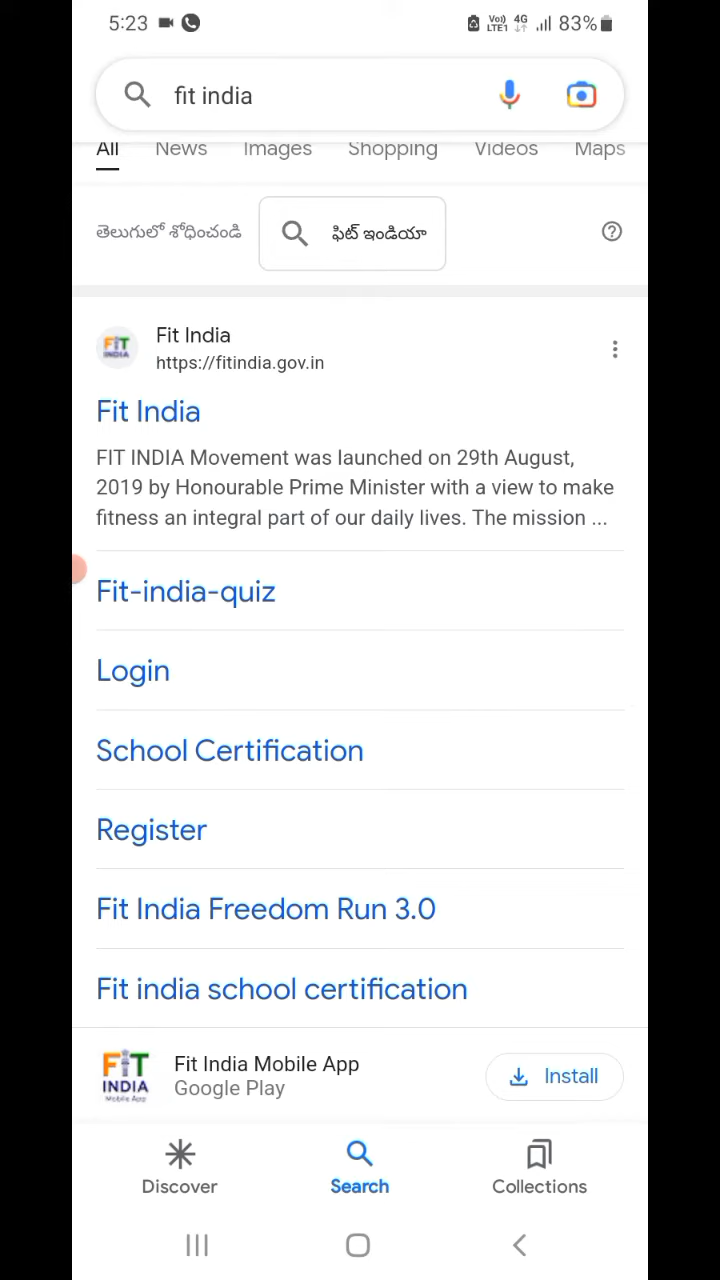 5:23 Vo)) LTE1 4G 83%
fit india
All News Images Shopping Videos Maps
తెలుగులో శోధించండి ఫిట్ ఇండియా
FIT INDIA
Fit India
https://fitindia.gov.in
Fit India
FIT INDIA Movement was launched on 29th August,
2019 by Honourable Prime Minister with a view to make
fitness an integral part of our daily lives. The mission ...
Fit-india-quiz
Login
School Certification
Register
Fit India Freedom Run 3.0
Fit india school certification
FIT INDIA Mobile App
Fit India Mobile App
Google Play
Install
Discover Search Collections